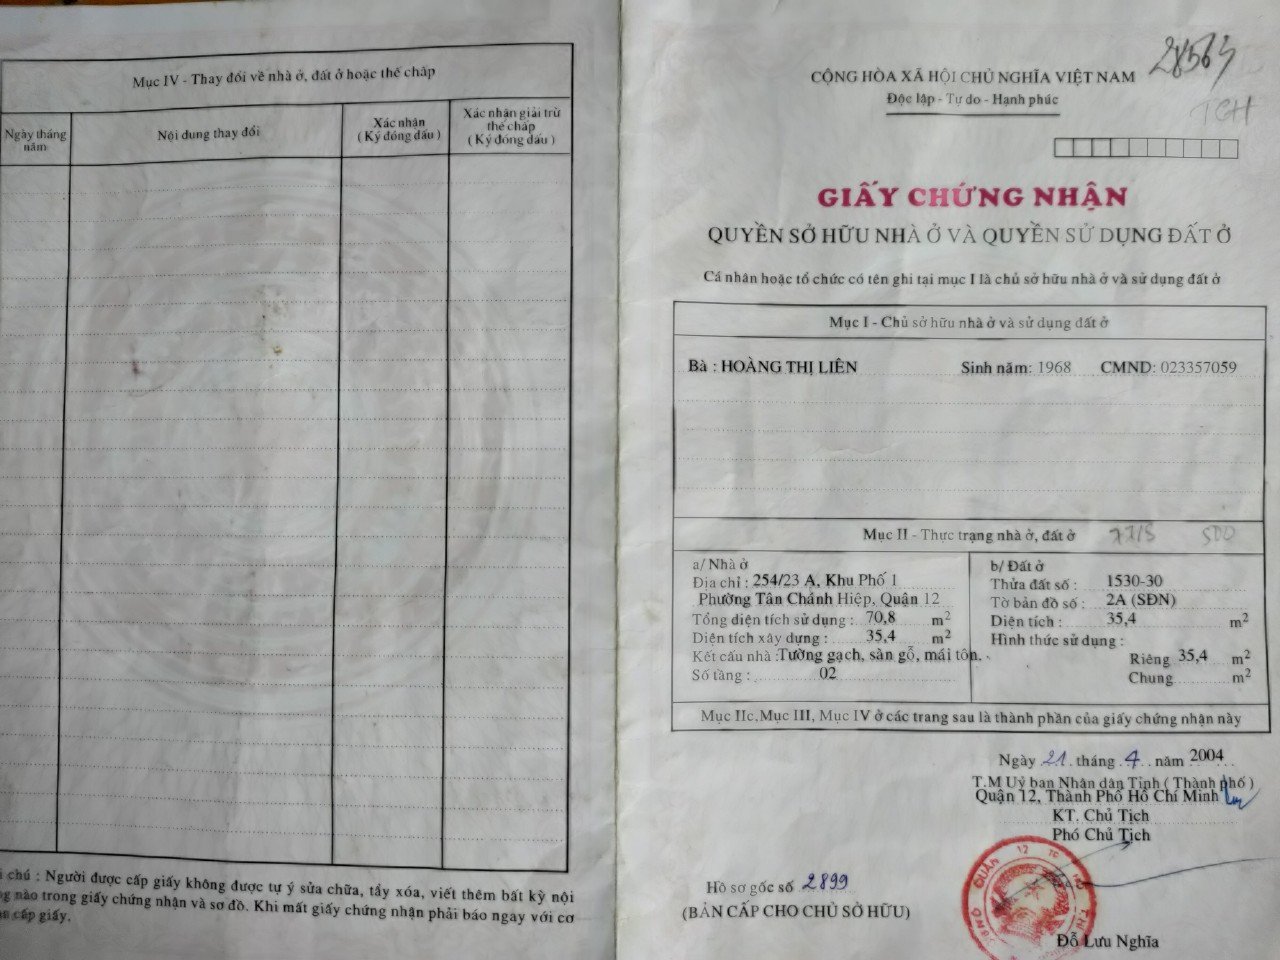 Mục IV - Thay đổi về nhà ở, đất ở hoặc thế chấp
Ngày tháng năm
Nội dung thay đổi
Xác nhận
( Ký đóng dấu )
Xác nhận giải trừ
thế chấp
( Ký đóng dấu )
chú : Người được cấp giấy không được tự ý sửa chữa, tẩy xóa, viết thêm bất kỳ nội
nào trong giấy chứng nhận và sơ đồ. Khi mất giấy chứng nhận phải báo ngay với cơ
cấp giấy.
CỘNG HÒA XÃ HỘI CHỦ NGHĨA VIỆT NAM
Độc lập - Tự do - Hạnh phúc
TCH
GIẤY CHỨNG NHẬN
QUYỀN SỞ HỮU NHÀ Ở VÀ QUYỀN SỬ DỤNG ĐẤT Ở
Cá nhân hoặc tổ chức có tên ghi tại mục I là chủ sở hữu nhà ở và sử dụng đất ở
Mục I - Chủ sở hữu nhà ở và sử dụng đất ở
Bà : HOÀNG THỊ LIÊN Sinh năm: 1968 CMND: 023357059
Mục II - Thực trạng nhà ở, đất ở
a/ Nhà ở
Địa chỉ : 254/23 A, Khu Phố 1
Phường Tân Chánh Hiệp, Quận 12
Tổng diện tích sử dụng : 70,8 m²
Diện tích xây dựng : 35,4 m²
Kết cấu nhà :Tường gạch, sàn gỗ, mái tôn.
Số tầng : 02
b/ Đất ở
Thửa đất số : 1530-30
Tờ bản đồ số : 2A (SĐN)
Diện tích : 35,4 m²
Hình thức sử dụng :
Riêng 35,4 m²
Chung m²
Mục IIc,Mục III, Mục IV ở các trang sau là thành phần của giấy chứng nhận này
Ngày 21 tháng 4 năm 2004
T.M Uỷ ban Nhân dân Tỉnh ( Thành phố )
Quận 12, Thành Phố Hồ Chí Minh
KT. Chủ Tịch
Phó Chủ Tịch
Hồ sơ gốc số 2899
(BẢN CẤP CHO CHỦ SỞ HỮU)
Đỗ Lưu Nghĩa